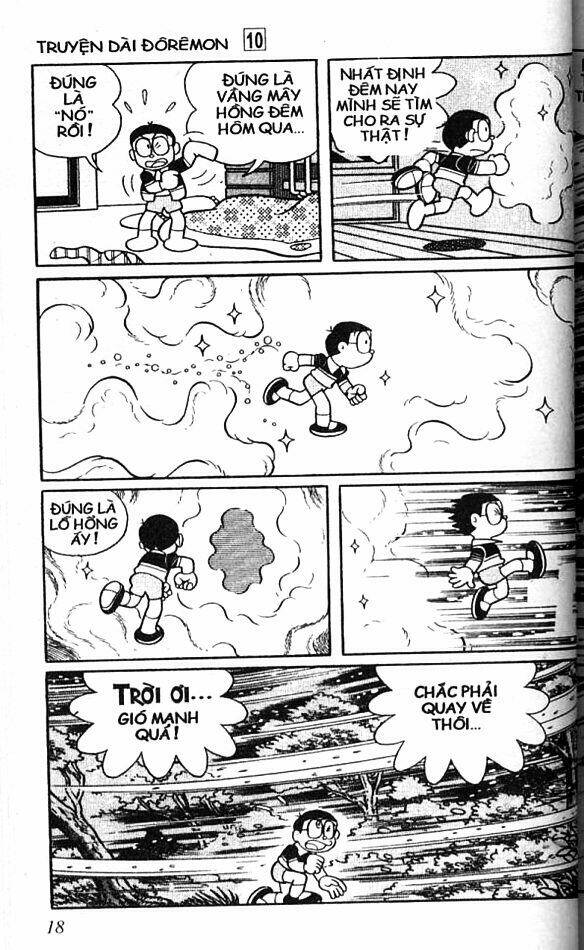 TRUYỆN DÀI ĐÔRÊMON 10
ĐÚNG
LÀ
"NÓ"
RỒI!
ĐÚNG LÀ
VẦNG MÂY
HỒNG ĐÊM
HÔM QUA...
NHẤT ĐỊNH
ĐÊM NAY
MÌNH SẼ TÌM
CHO RA SỰ
THẬT!
ĐÚNG LÀ
LỖ HỔNG
ẤY!
TRỜI ƠI...
GIÓ MẠNH
QUÁ!
CHẮC PHẢI
QUAY VỀ
THÔI...
18